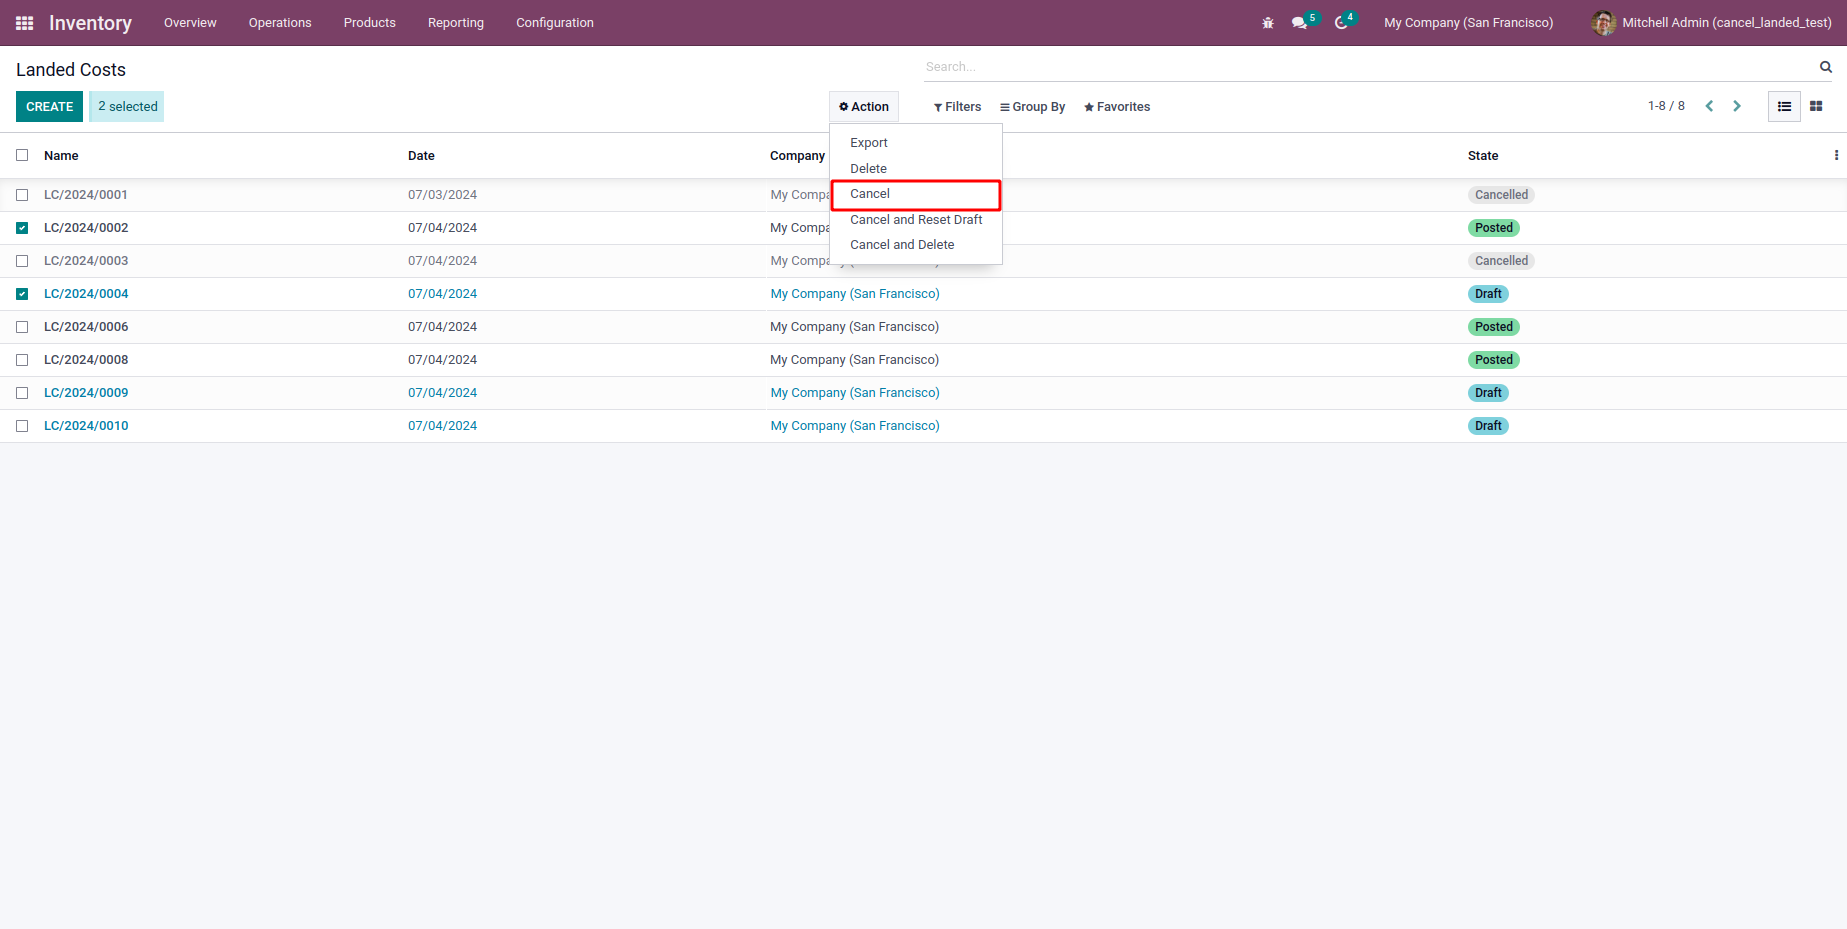 Inventory Overview Operations Products Reporting Configuration 5 4 My Company (San Francisco) Mitchell Admin (cancel_landed_test)
Landed Costs Search...
CREATE 2 selected Action Filters Group By Favorites 1-8 / 8
Export
Delete
Cancel
Cancel and Reset Draft
Cancel and Delete
Name Date Company State
LC/2024/0001 07/03/2024 My Compa Cancelled
LC/2024/0002 07/04/2024 My Compa Posted
LC/2024/0003 07/04/2024 My Compa Cancelled
LC/2024/0004 07/04/2024 My Company (San Francisco) Draft
LC/2024/0006 07/04/2024 My Company (San Francisco) Posted
LC/2024/0008 07/04/2024 My Company (San Francisco) Posted
LC/2024/0009 07/04/2024 My Company (San Francisco) Draft
LC/2024/0010 07/04/2024 My Company (San Francisco) Draft